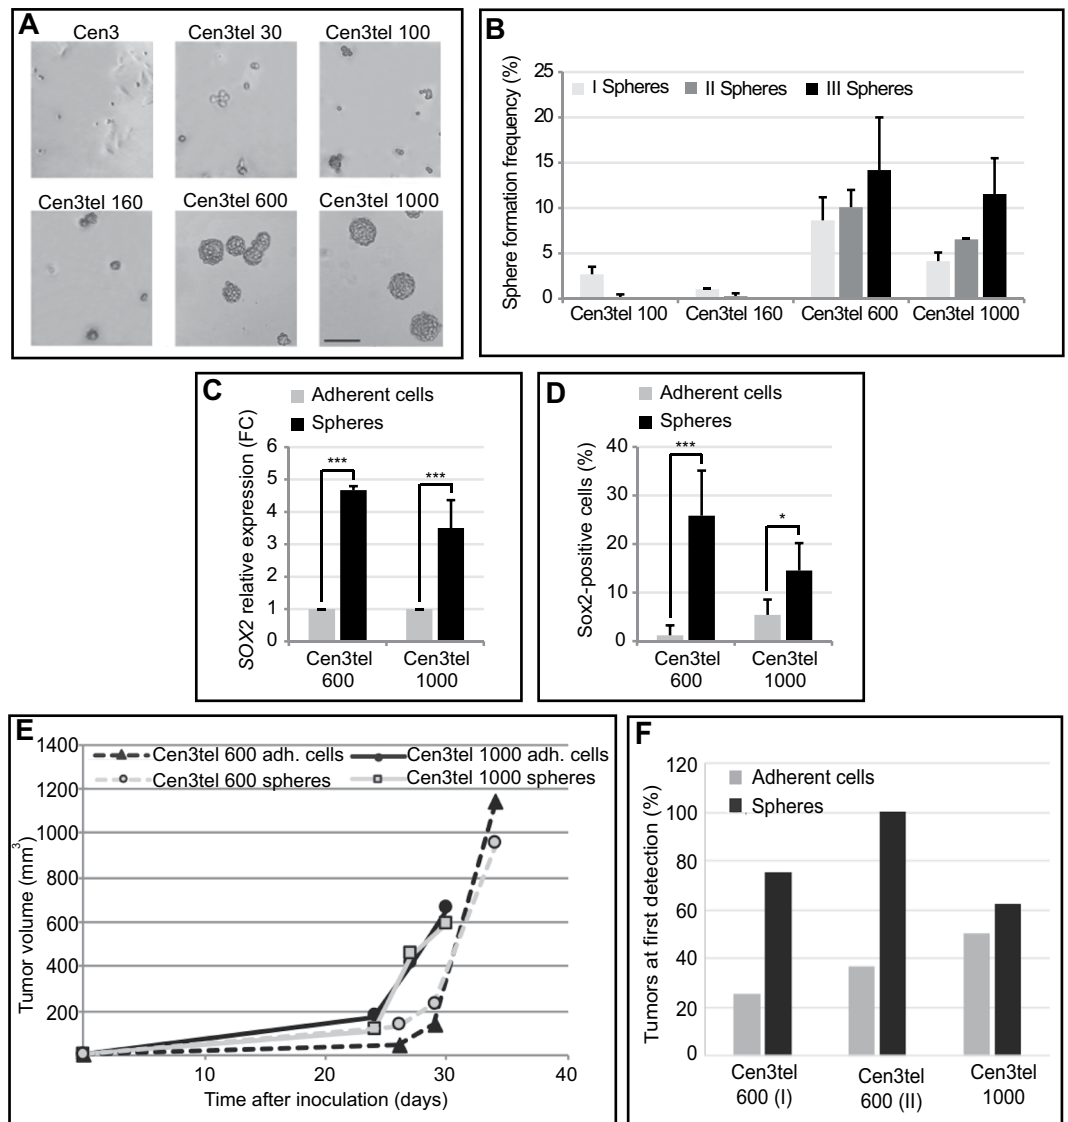 A
Cen3
Cen3tel 30
Cen3tel 100
Cen3tel 160
Cen3tel 600
Cen3tel 1000
B
Sphere formation frequency (%)
25
20
15
10
5
0
I Spheres
II Spheres
III Spheres
Cen3tel 100
Cen3tel 160
Cen3tel 600
Cen3tel 1000
C
Adherent cells
Spheres
SOX2 relative expression (FC)
6
5
4
3
2
1
0
***
***
Cen3tel
600
Cen3tel
1000
D
Adherent cells
Spheres
Sox2-positive cells (%)
40
30
20
10
0
***
*
Cen3tel
600
Cen3tel
1000
E
Tumor volume (mm3)
1400
1200
1000
800
600
400
200
Cen3tel 600 adh. cells
Cen3tel 1000 adh. cells
Cen3tel 600 spheres
Cen3tel 1000 spheres
10
20
30
40
Time after inoculation (days)
F
Tumors at first detection (%)
120
100
80
60
40
20
0
Adherent cells
Spheres
Cen3tel
600 (I)
Cen3tel
600 (II)
Cen3tel
1000